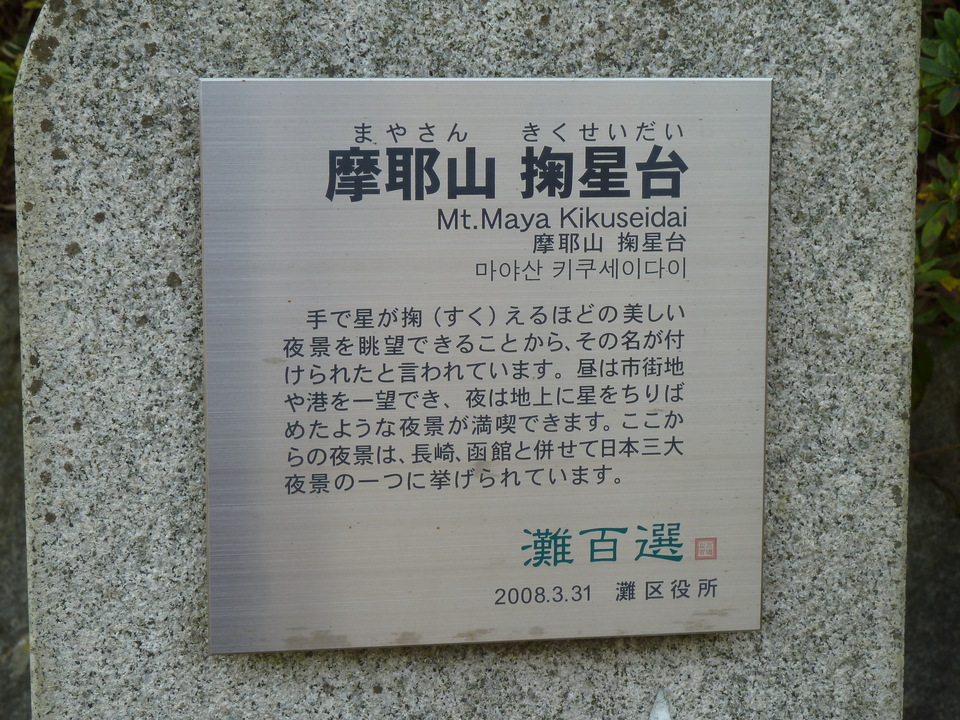 まやさん きくせいだい
摩耶山 掬星台
Mt.Maya Kikuseidai
摩耶山 掬星台
마야산 키쿠세이다이
手で星が掬(すく)えるほどの美しい
夜景を眺望できることから、その名が付
けられたと言われています。昼は市街地
や港を一望でき、夜は地上に星をちりば
めたような夜景が満喫できます。ここか
らの夜景は、長崎、函館と併せて日本三大
夜景の一つに挙げられています。
灘百選
2008.3.31 灘区役所